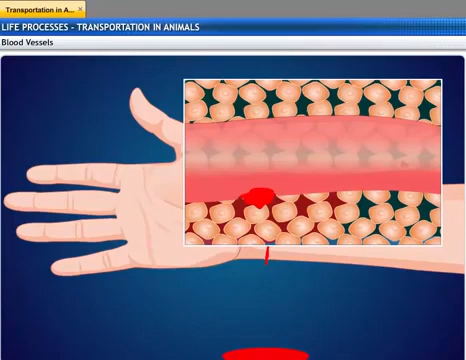 Transportation in A...
LIFE PROCESSES - TRANSPORTATION IN ANIMALS
Blood Vessels